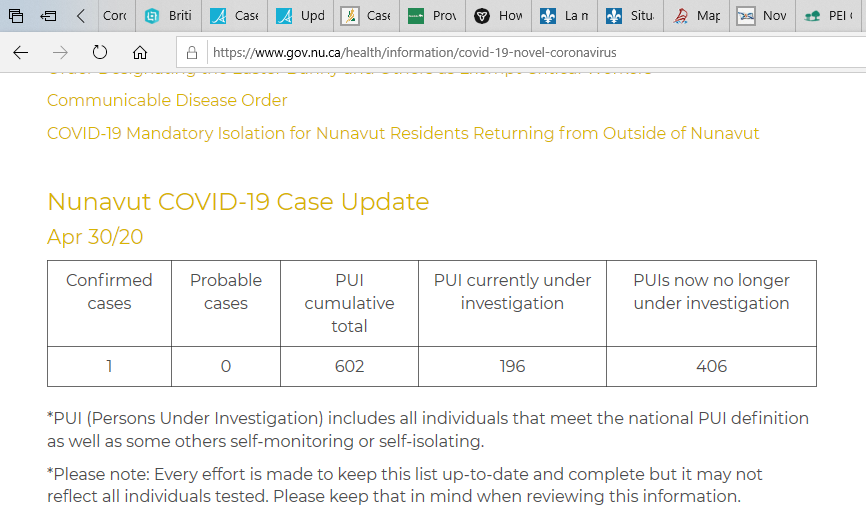 Corc
Briti
Case
Upd
Case
Prov
How
La n
Situ
Map
Nov
PEI
https://www.gov.nu.ca/health/information/covid-19-novel-coronavirus
Communicable Disease Order
COVID-19 Mandatory Isolation for Nunavut Residents Returning from Outside of Nunavut
Nunavut COVID-19 Case Update
Apr 30/20
Confirmed cases
Probable cases
PUI cumulative total
PUI currently under investigation
PUIs now no longer under investigation
1
0
602
196
406
*PUI (Persons Under Investigation) includes all individuals that meet the national PUI definition
as well as some others self-monitoring or self-isolating.
*Please note: Every effort is made to keep this list up-to-date and complete but it may not
reflect all individuals tested. Please keep that in mind when reviewing this information.